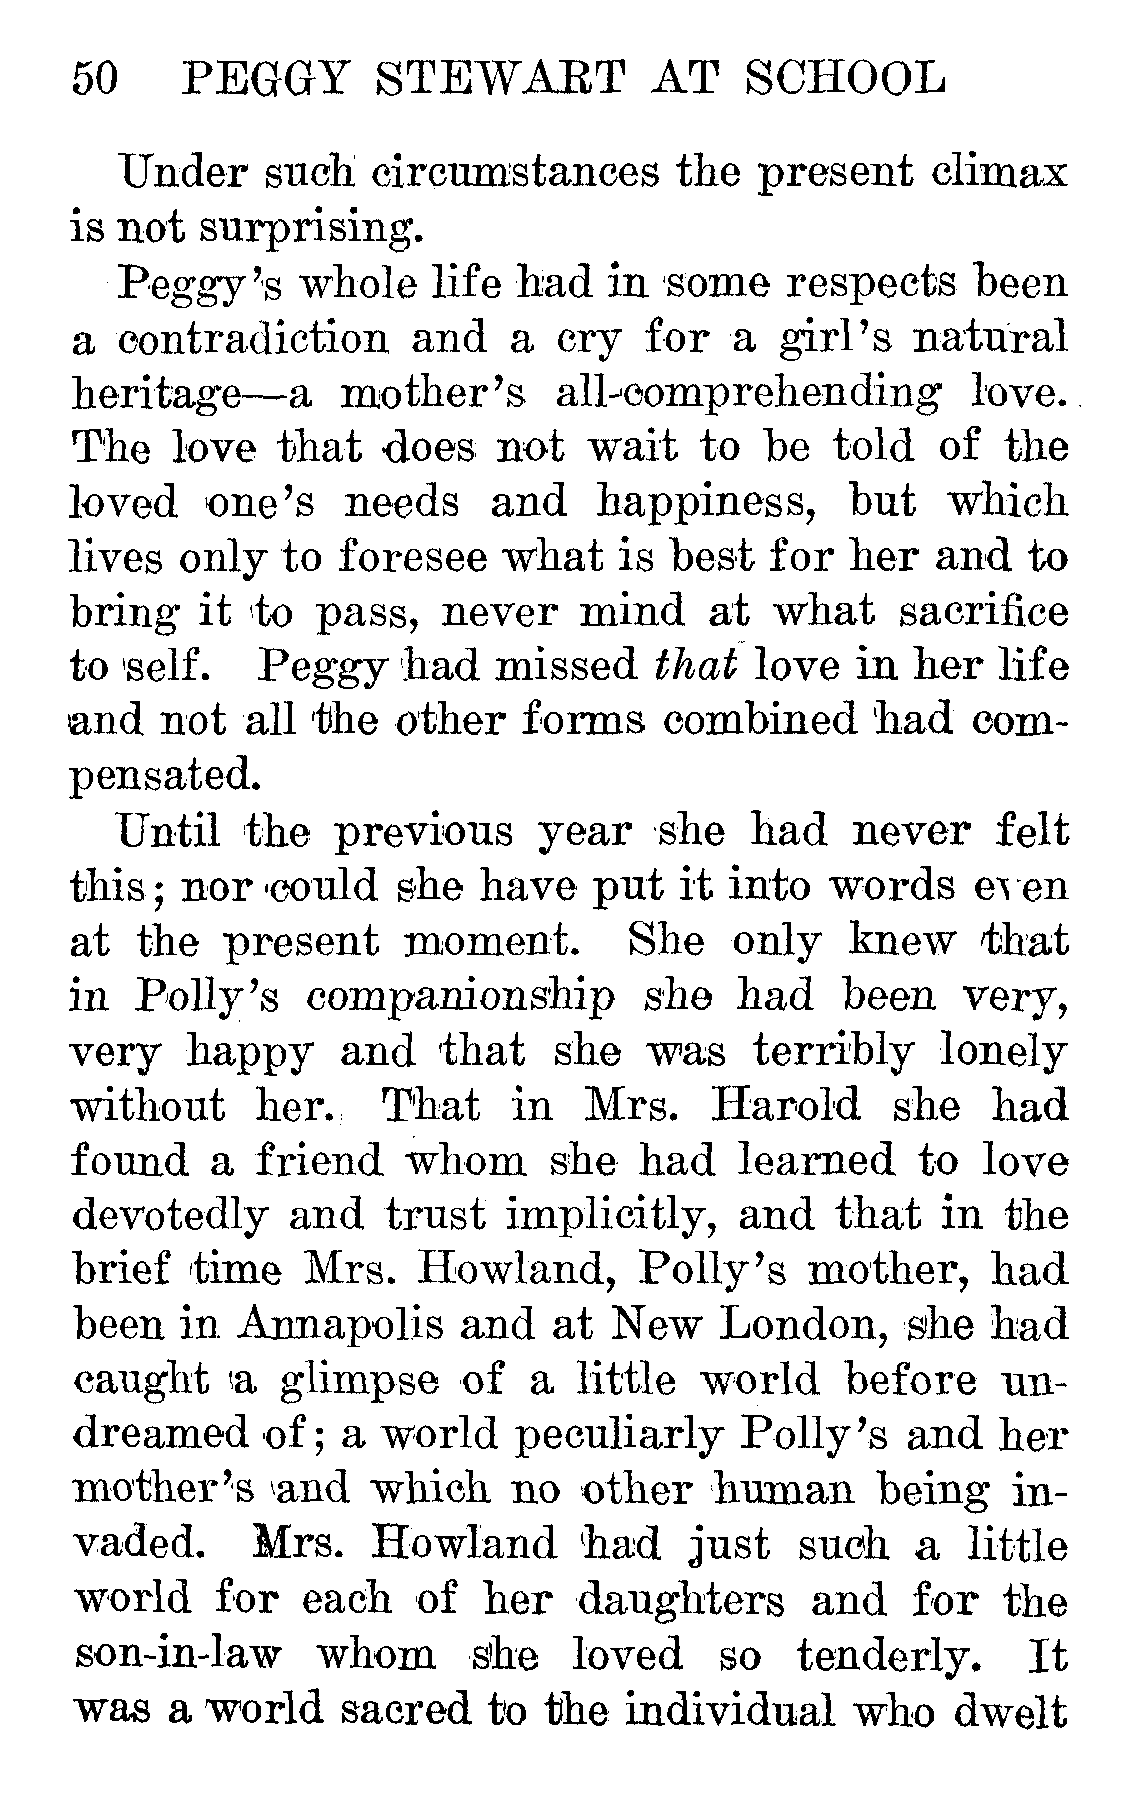 50 PEGGY STEWART AT SCHOOL
Under such circumstances the present climax
is not surprising.
Peggy's whole life had in some respects been
a contradiction and a cry for a girl's natural
heritage—a mother's all-comprehending love.
The love that does not wait to be told of the
loved one's needs and happiness, but which
lives only to foresee what is best for her and to
bring it to pass, never mind at what sacrifice
to self. Peggy had missed that love in her life
and not all the other forms combined had com-
pensated.
Until the previous year she had never felt
this; nor could she have put it into words even
at the present moment. She only knew that
in Polly's companionship she had been very,
very happy and that she was terribly lonely
without her. That in Mrs. Harold she had
found a friend whom she had learned to love
devotedly and trust implicitly, and that in the
brief time Mrs. Howland, Polly's mother, had
been in Annapolis and at New London, she had
caught a glimpse of a little world before un-
dreamed of; a world peculiarly Polly's and her
mother's and which no other human being in-
vaded. Mrs. Howland had just such a little
world for each of her daughters and for the
son-in-law whom she loved so tenderly. It
was a world sacred to the individual who dwelt